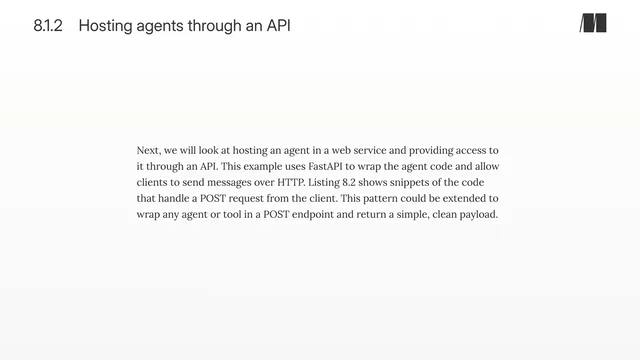 8.1.2 Hosting agents through an API
Next, we will look at hosting an agent in a web service and providing access to
it through an API. This example uses FastAPI to wrap the agent code and allow
clients to send messages over HTTP. Listing 8.2 shows snippets of the code
that handle a POST request from the client. This pattern could be extended to
wrap any agent or tool in a POST endpoint and return a simple, clean payload.